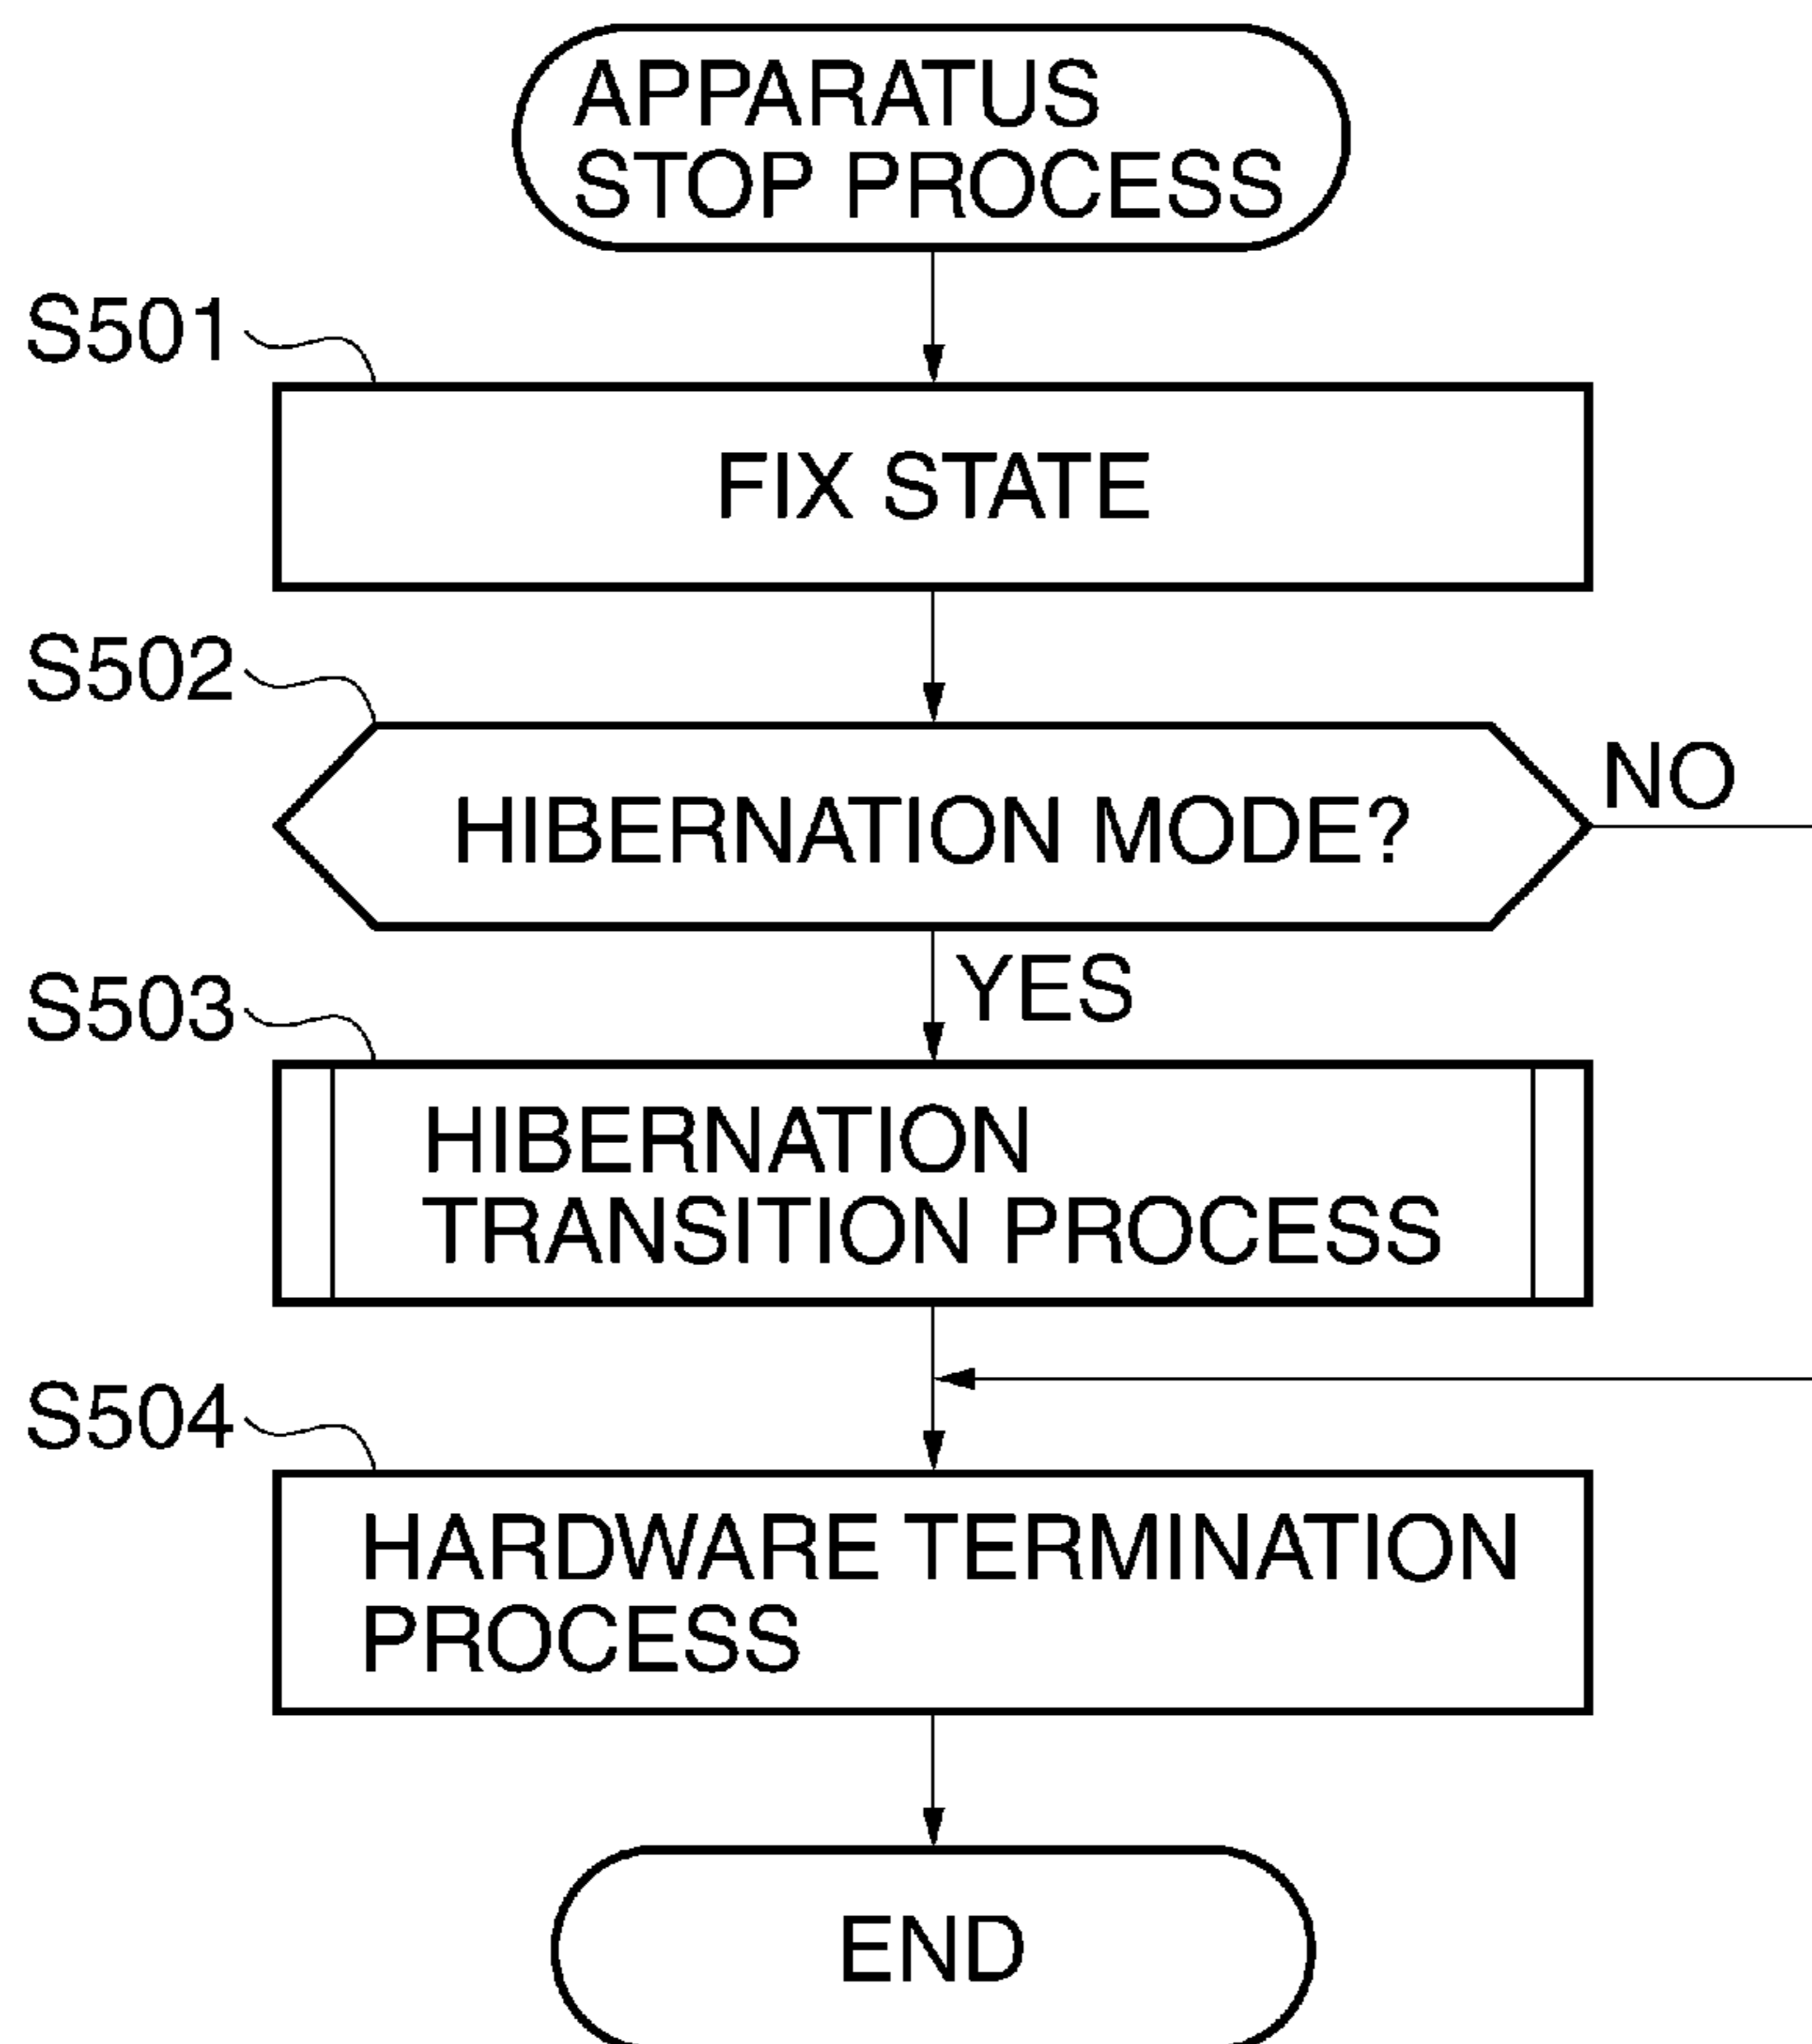 APPARATUS
STOP PROCESS
S501
FIX STATE
S502
HIBERNATION MODE?
NO
YES
S503
HIBERNATION
TRANSITION PROCESS
S504
HARDWARE TERMINATION
PROCESS
END